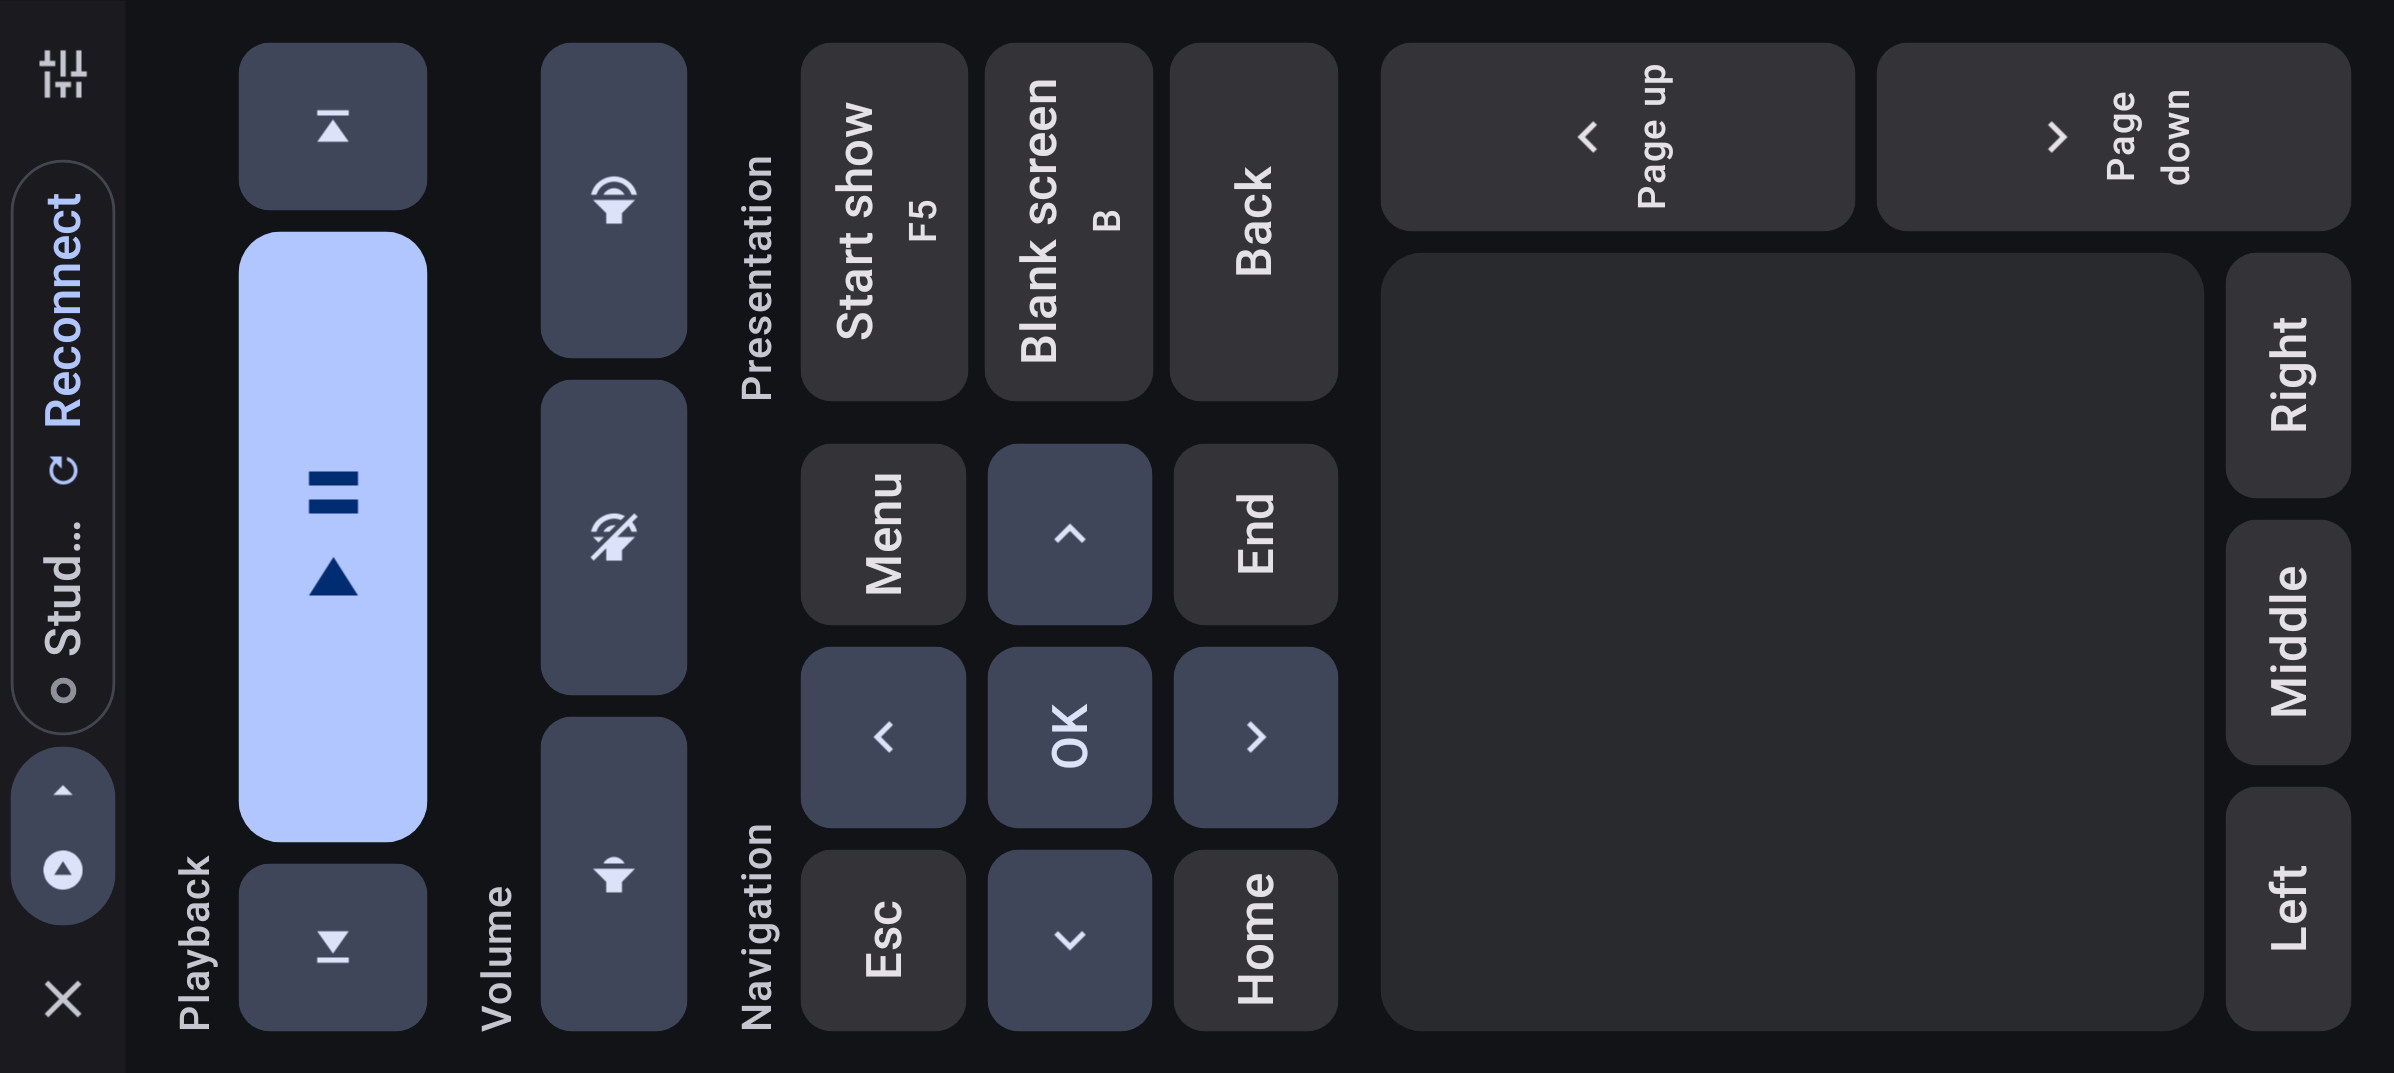 Stud... Reconnect
Playback
Volume
Navigation
Presentation
Esc
Menu
Start show
F5
OK
Blank screen
B
Home
End
Back
Page up
Page
down
Left
Middle
Right